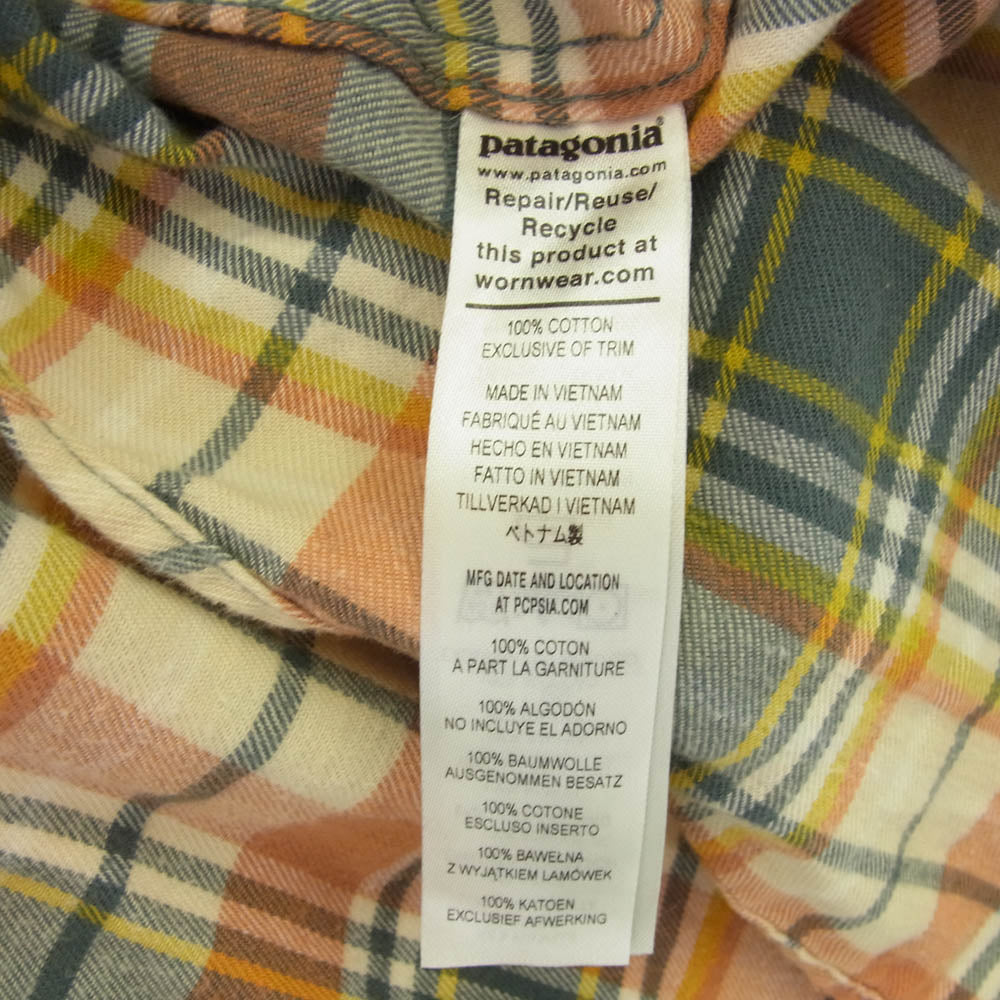 patagonia®
www.patagonia.com
Repair/Reuse/
Recycle
this product at
wornwear.com
100% COTTON
EXCLUSIVE OF TRIM
MADE IN VIETNAM
FABRIQUÉ AU VIETNAM
HECHO EN VIETNAM
FATTO IN VIETNAM
TILLVERKAD I VIETNAM
ベトナム製
MFG DATE AND LOCATION
AT PCPSIA.COM
100% COTON
A PART LA GARNITURE
100% ALGODÓN
NO INCLUYE EL ADORNO
100% BAUMWOLLE
AUSGENOMMEN BESATZ
100% COTONE
ESCLUSO INSERTO
100% BAWEŁNA
Z WYJĄTKIEM LAMÓWEK
100% KATOEN
EXCLUSIEF AFWERKING